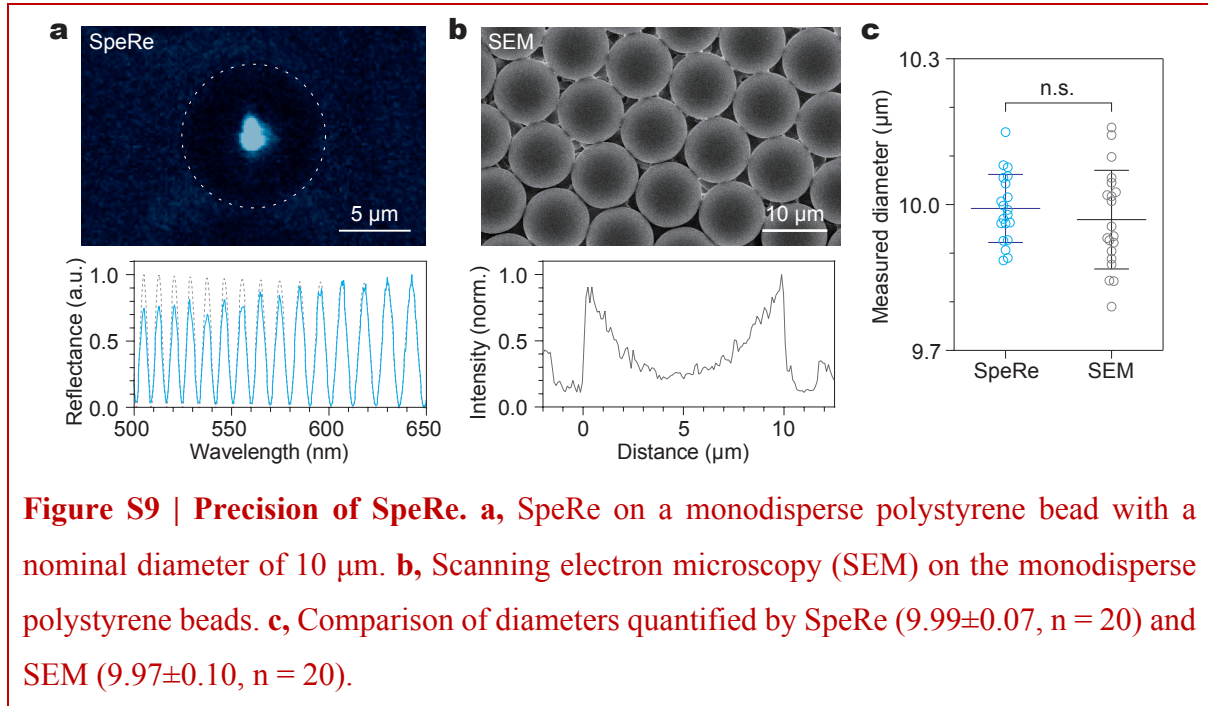 a
SpeRe
5 µm
b
SEM
10 µm
c
10.3
10.0
9.7
Measured diameter (µm)
n.s.
SpeRe
SEM
Reflectance (a.u.)
1.0
0.5
0.0
500
550
600
650
Wavelength (nm)
Intensity (norm.)
1.0
0.5
0.0
0
5
10
Distance (µm)
Figure S9 | Precision of SpeRe. a, SpeRe on a monodisperse polystyrene bead with a
nominal diameter of 10 µm. b, Scanning electron microscopy (SEM) on the monodisperse
polystyrene beads. c, Comparison of diameters quantified by SpeRe (9.99±0.07, n = 20) and
SEM (9.97±0.10, n = 20).